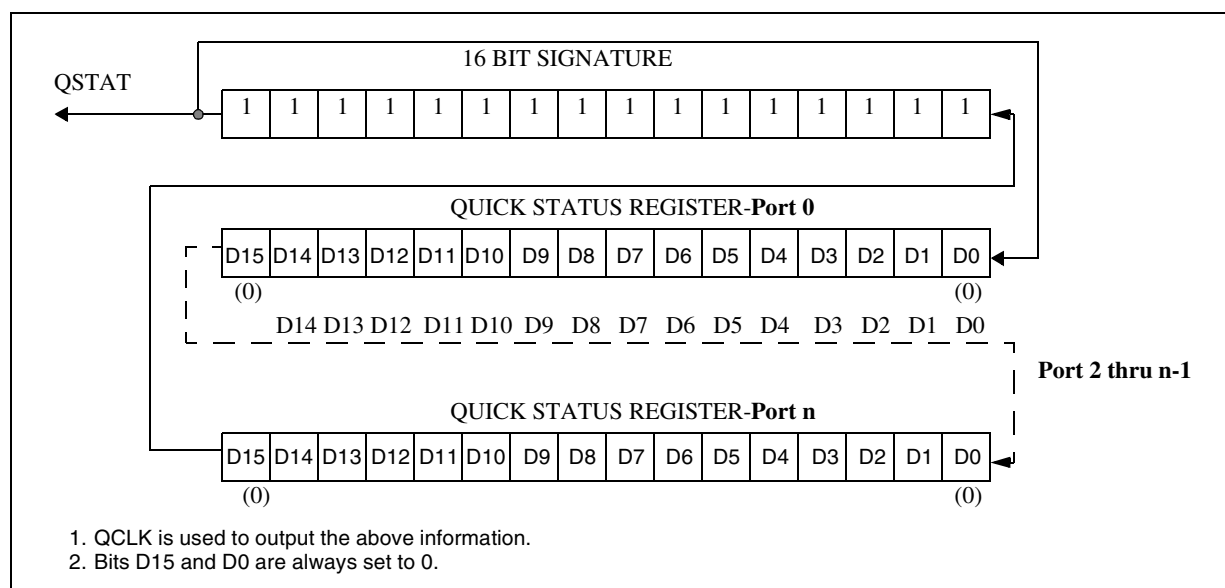 16 BIT SIGNATURE
QSTAT
1 1 1 1 1 1 1 1 1 1 1 1 1 1 1 1
QUICK STATUS REGISTER-Port 0
D15 D14 D13 D12 D11 D10 D9 D8 D7 D6 D5 D4 D3 D2 D1 D0
(0) (0)
D14 D13 D12 D11 D10 D9 D8 D7 D6 D5 D4 D3 D2 D1 D0
Port 2 thru n-1
QUICK STATUS REGISTER-Port n
D15 D14 D13 D12 D11 D10 D9 D8 D7 D6 D5 D4 D3 D2 D1 D0
(0) (0)
1. QCLK is used to output the above information.
2. Bits D15 and D0 are always set to 0.